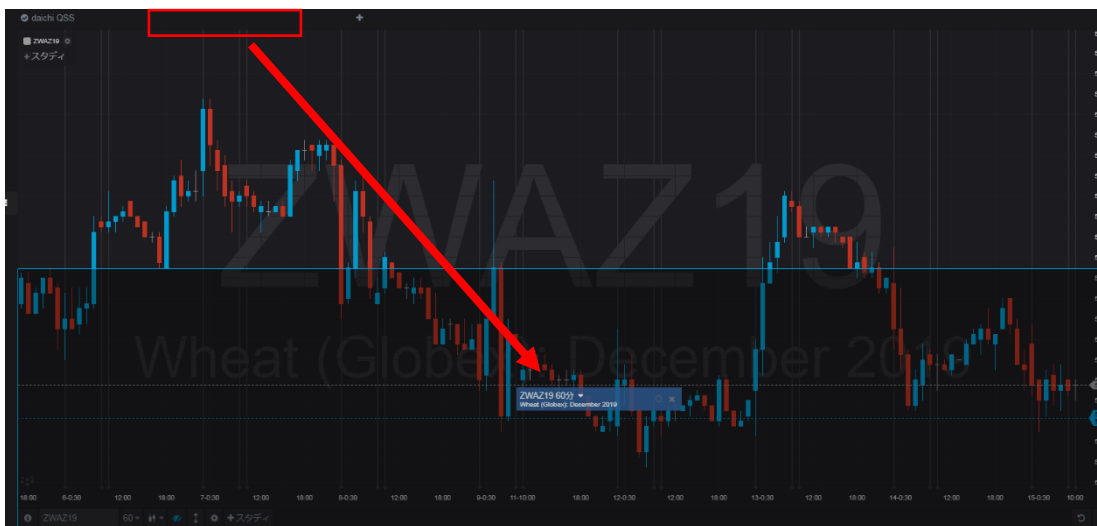 daichi QSS +
ZWAZ19
+スタディ
ZWAZ19
Wheat (Globex): December 2019
ZWAZ19 60分
Wheat (Globex): December 2019
18:00 6-0:30 12:00 18:00 7-0:30 12:00 18:00 8-0:30 12:00 18:00 9-0:30 11-10:00 18:00 12-0:30 12:00 18:00 13-0:30 12:00 18:00 14-0:30 12:00 18:00 15-0:30 10:00
ZWAZ19 60 +スタディ